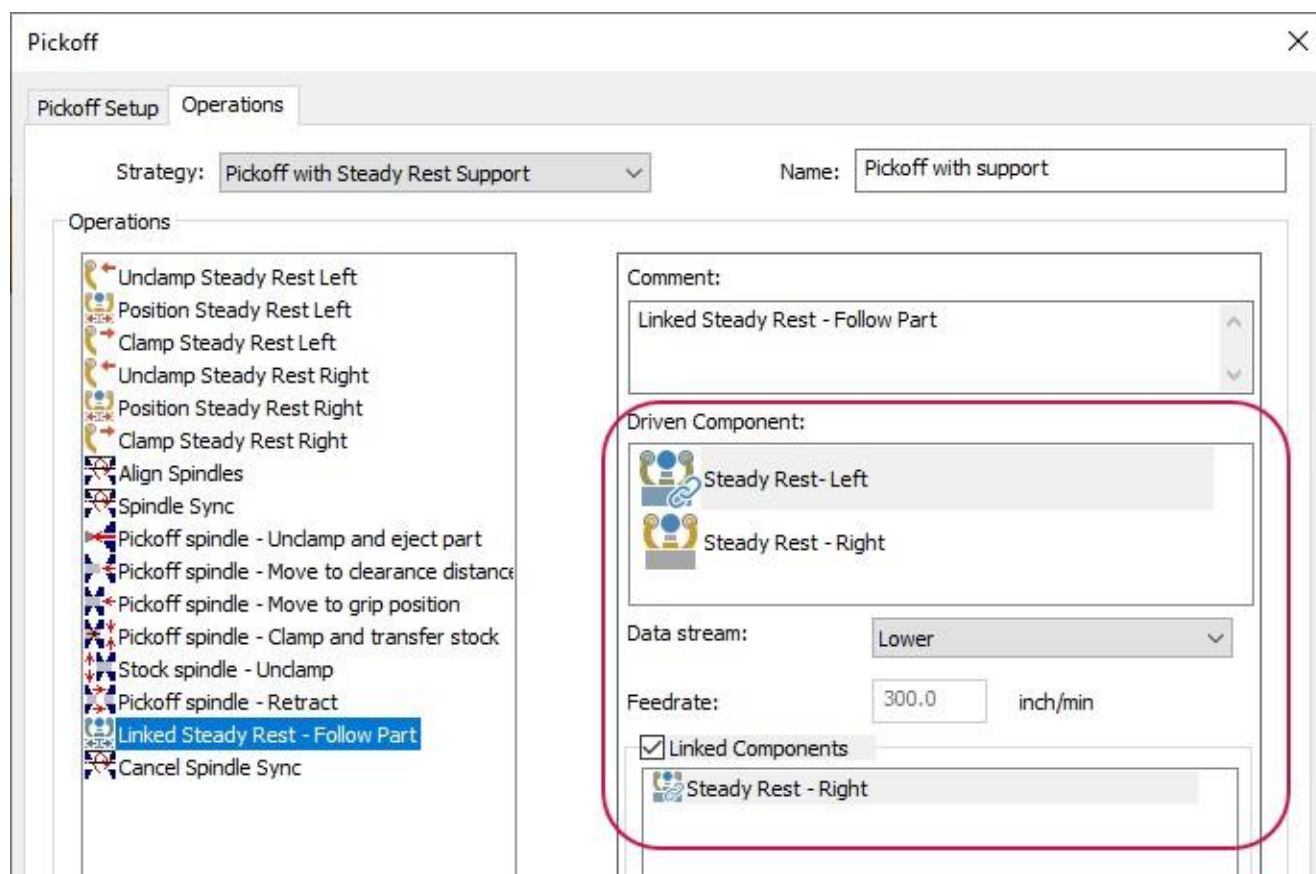 Pickoff
Pickoff Setup Operations
Strategy: Pickoff with Steady Rest Support Name: Pickoff with support
Operations
Unclamp Steady Rest Left
Position Steady Rest Left
Clamp Steady Rest Left
Unclamp Steady Rest Right
Position Steady Rest Right
Clamp Steady Rest Right
Align Spindles
Spindle Sync
Pickoff spindle - Unclamp and eject part
Pickoff spindle - Move to clearance distance
Pickoff spindle - Move to grip position
Pickoff spindle - Clamp and transfer stock
Stock spindle - Unclamp
Pickoff spindle - Retract
Linked Steady Rest - Follow Part
Cancel Spindle Sync
Comment:
Linked Steady Rest - Follow Part
Driven Component:
Steady Rest- Left
Steady Rest - Right
Data stream: Lower
Feedrate: 300.0 inch/min
Linked Components
Steady Rest - Right